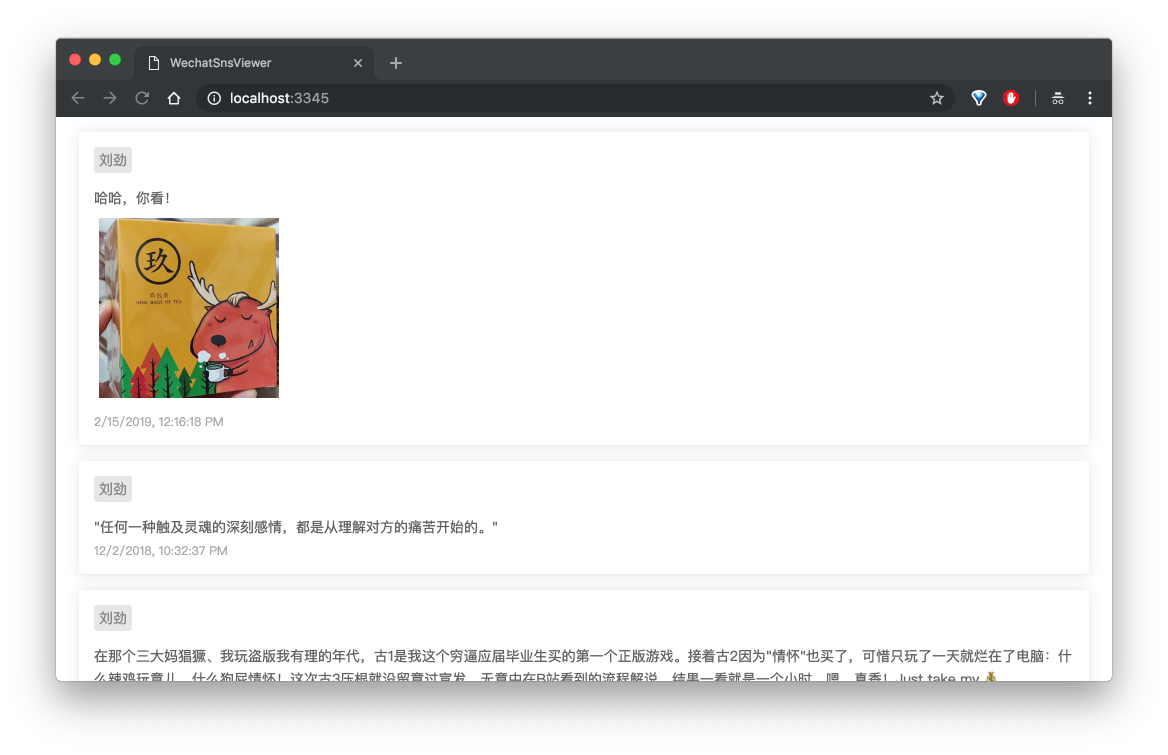 WechatSnsViewer
localhost:3345
刘劲
哈哈，你看！
玖
玖包茶
NINE BAGS OF TEA
2/15/2019, 12:16:18 PM
刘劲
"任何一种触及灵魂的深刻感情，都是从理解对方的痛苦开始的。"
12/2/2018, 10:32:37 PM
刘劲
在那个三大妈猖獗、我玩盗版我有理的年代，古1是我这个穷逼应届毕业生买的第一个正版游戏。接着古2因为"情怀"也买了，可惜只玩了一天就烂在了电脑：什
么辣鸡玩意儿，什么狗屁情怀！这次古3压根就没留意过宣发，无意中在B站看到的流程解说，结果一看就是一个小时，嗯，真香！Just take my 💰